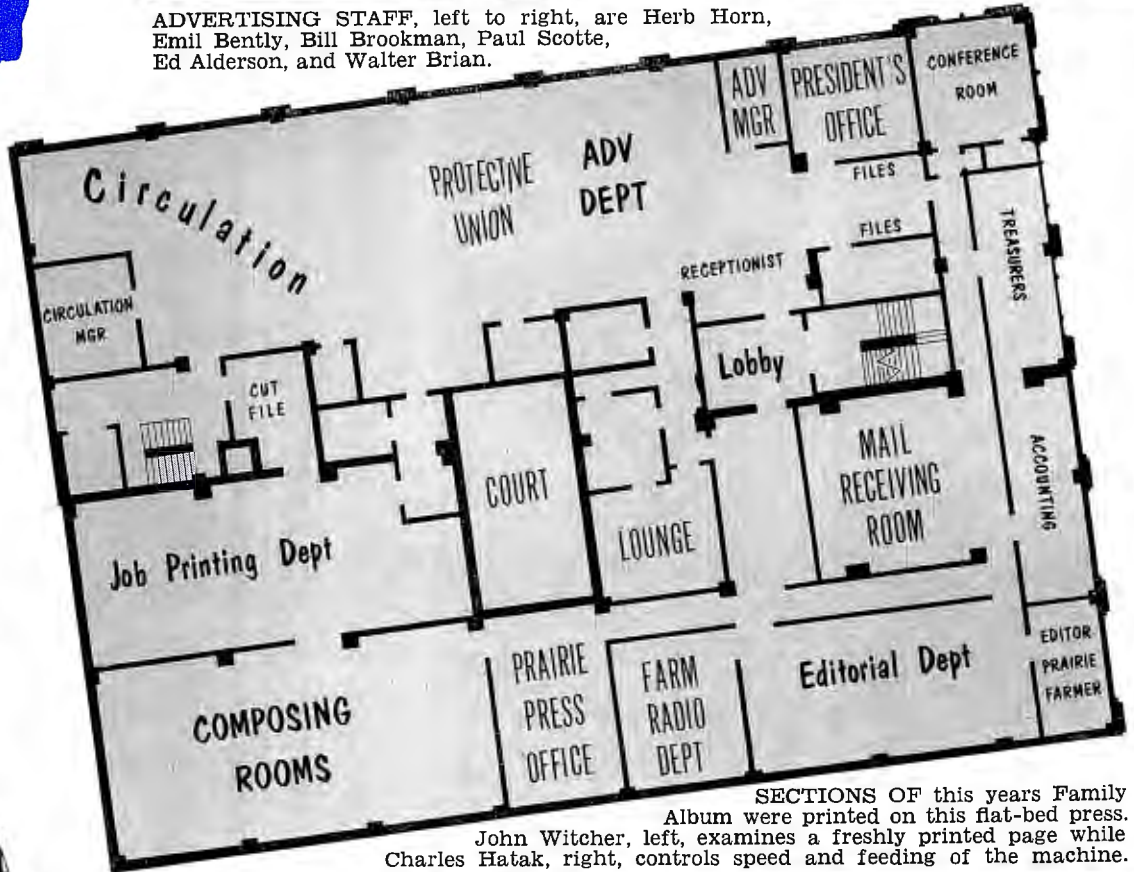 ADVERTISING STAFF, left to right, are Herb Horn,
Emil Bently, Bill Brookman, Paul Scotte,
Ed Alderson, and Walter Brian.
ADV
MGR
PRESIDENT'S
OFFICE
CONFERENCE
ROOM
Circulation
PROTECTIVE
UNION
ADV
DEPT
FILES
FILES
TREASURERS
RECEPTIONIST
CIRCULATION
MGR
Lobby
CUT
FILE
COURT
MAIL
RECEIVING
ROOM
ACCOUNTING
LOUNGE
Job Printing Dept
PRAIRIE
PRESS
OFFICE
FARM
RADIO
DEPT
Editorial Dept
EDITOR
PRAIRIE
FARMER
COMPOSING
ROOMS
SECTIONS OF this years Family
Album were printed on this flat-bed press.
John Witcher, left, examines a freshly printed page while
Charles Hatak, right, controls speed and feeding of the machine.